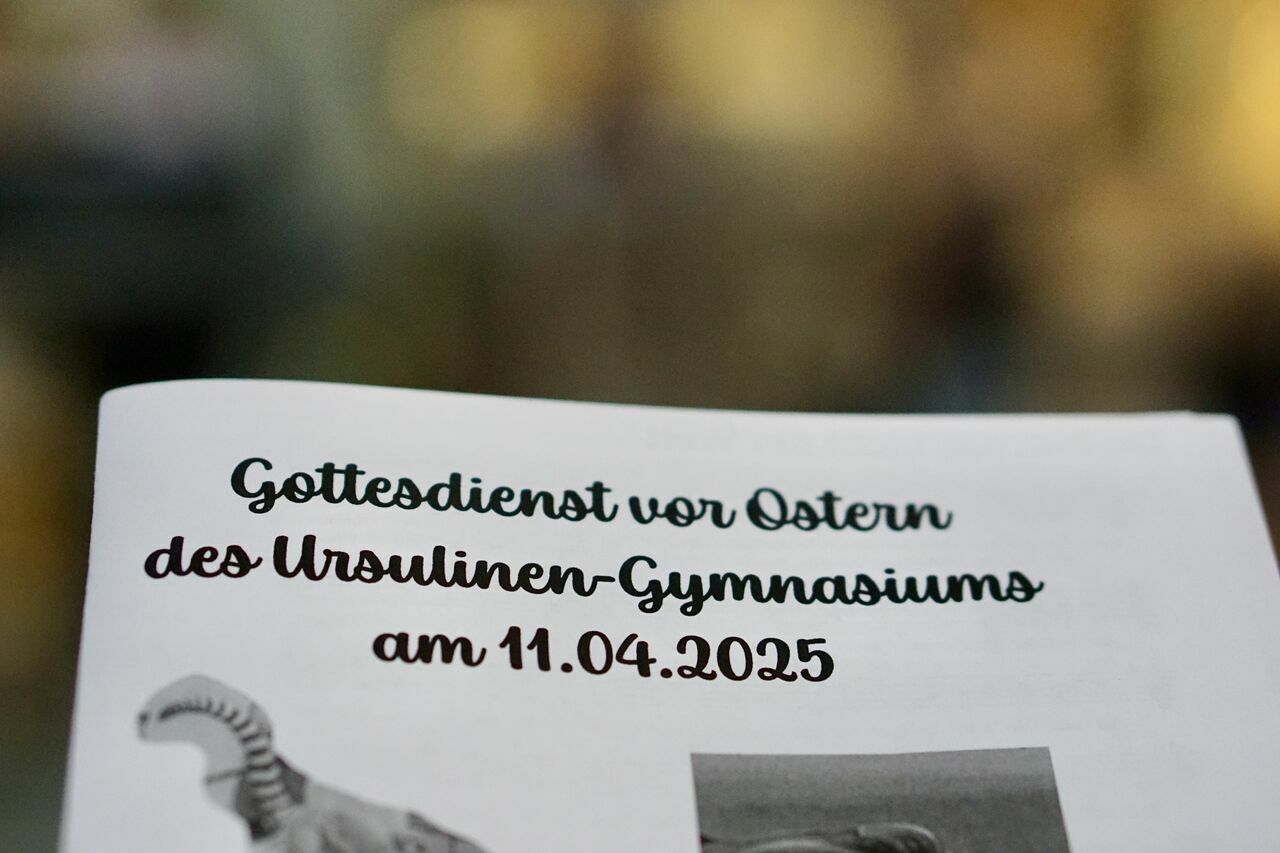 Gottesdienst vor Ostern
des Ursulinen-Gymnasiums
am 11.04.2025